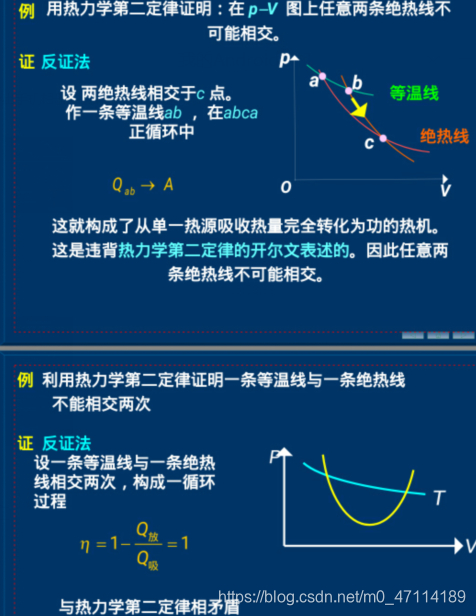 例 用热力学第二定律证明:在 p–V 图上任意两条绝热线不
可能相交。
证 反证法
设 两绝热线相交于c 点。
作一条等温线ab ,在abca
正循环中
Q ab → A
p
a
b
等温线
c
绝热线
O
V
这就构成了从单一热源吸收热量完全转化为功的热机。
这是违背热力学第二定律的开尔文表述的。因此任意两
条绝热线不可能相交。
例 利用热力学第二定律证明一条等温线与一条绝热线
不能相交两次
证 反证法
设一条等温线与一条绝热
线相交两次,构成一循环
过程
η = 1 - Q放 / Q吸 = 1
P
T
V
与热力学第二定律相矛盾
https://blog.csdn.net/m0_47114189